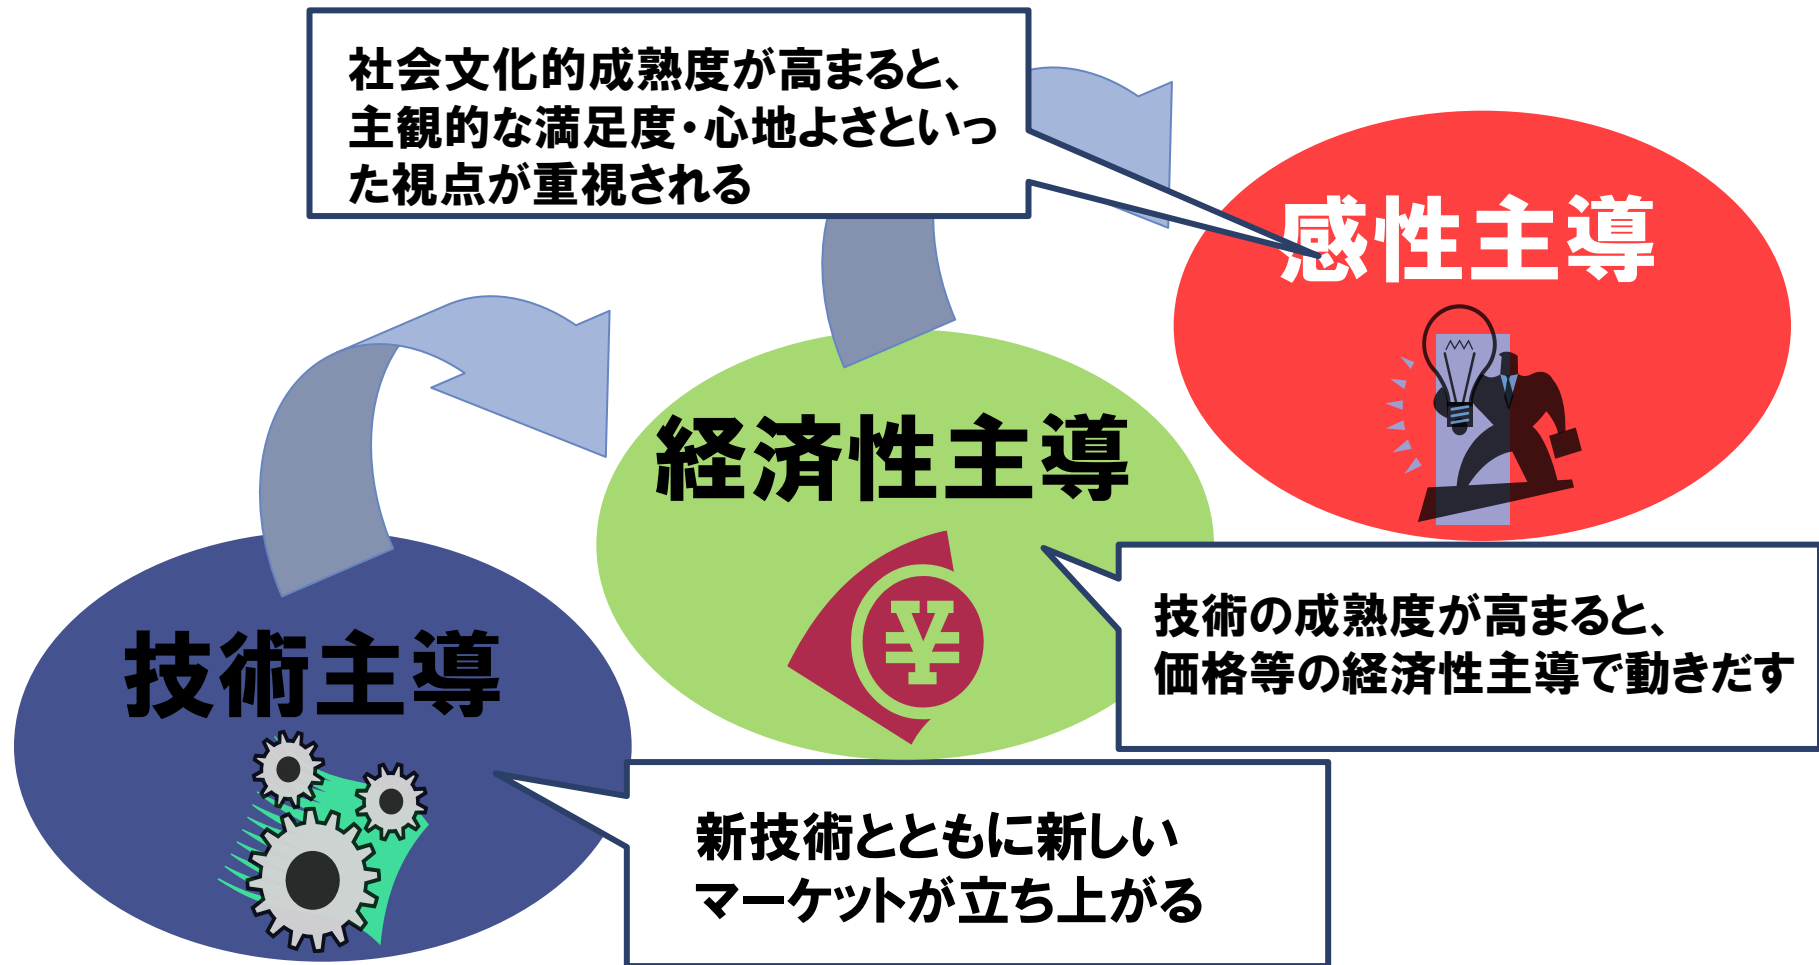 社会文化的成熟度が高まると、
主観的な満足度・心地よさといっ
た視点が重視される
感性主導
経済性主導
¥
技術の成熟度が高まると、
価格等の経済性主導で動きだす
技術主導
新技術とともに新しい
マーケットが立ち上がる